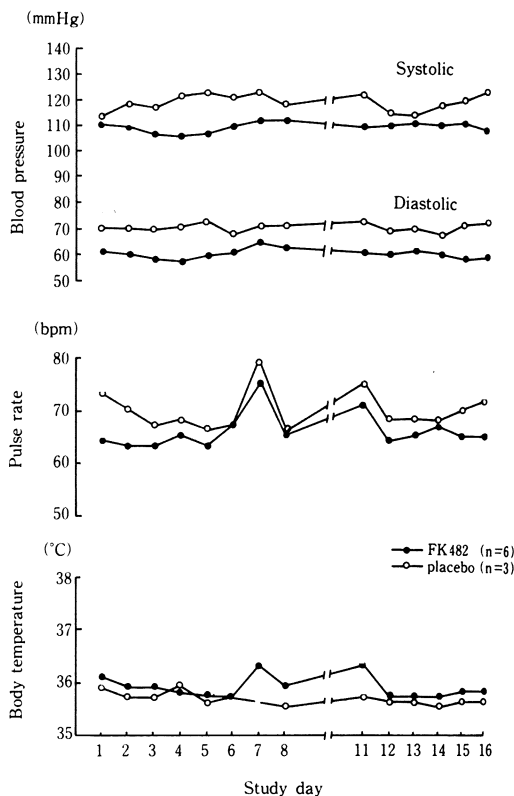 (mmHg)
140
130
120
110
100
90
80
70
60
50
Blood pressure
Systolic
Diastolic
(bpm)
80
70
60
50
Pulse rate
(°C)
FK482 (n=6)
placebo (n=3)
38
37
36
35
Body temperature
1 2 3 4 5 6 7 8 11 12 13 14 15 16
Study day